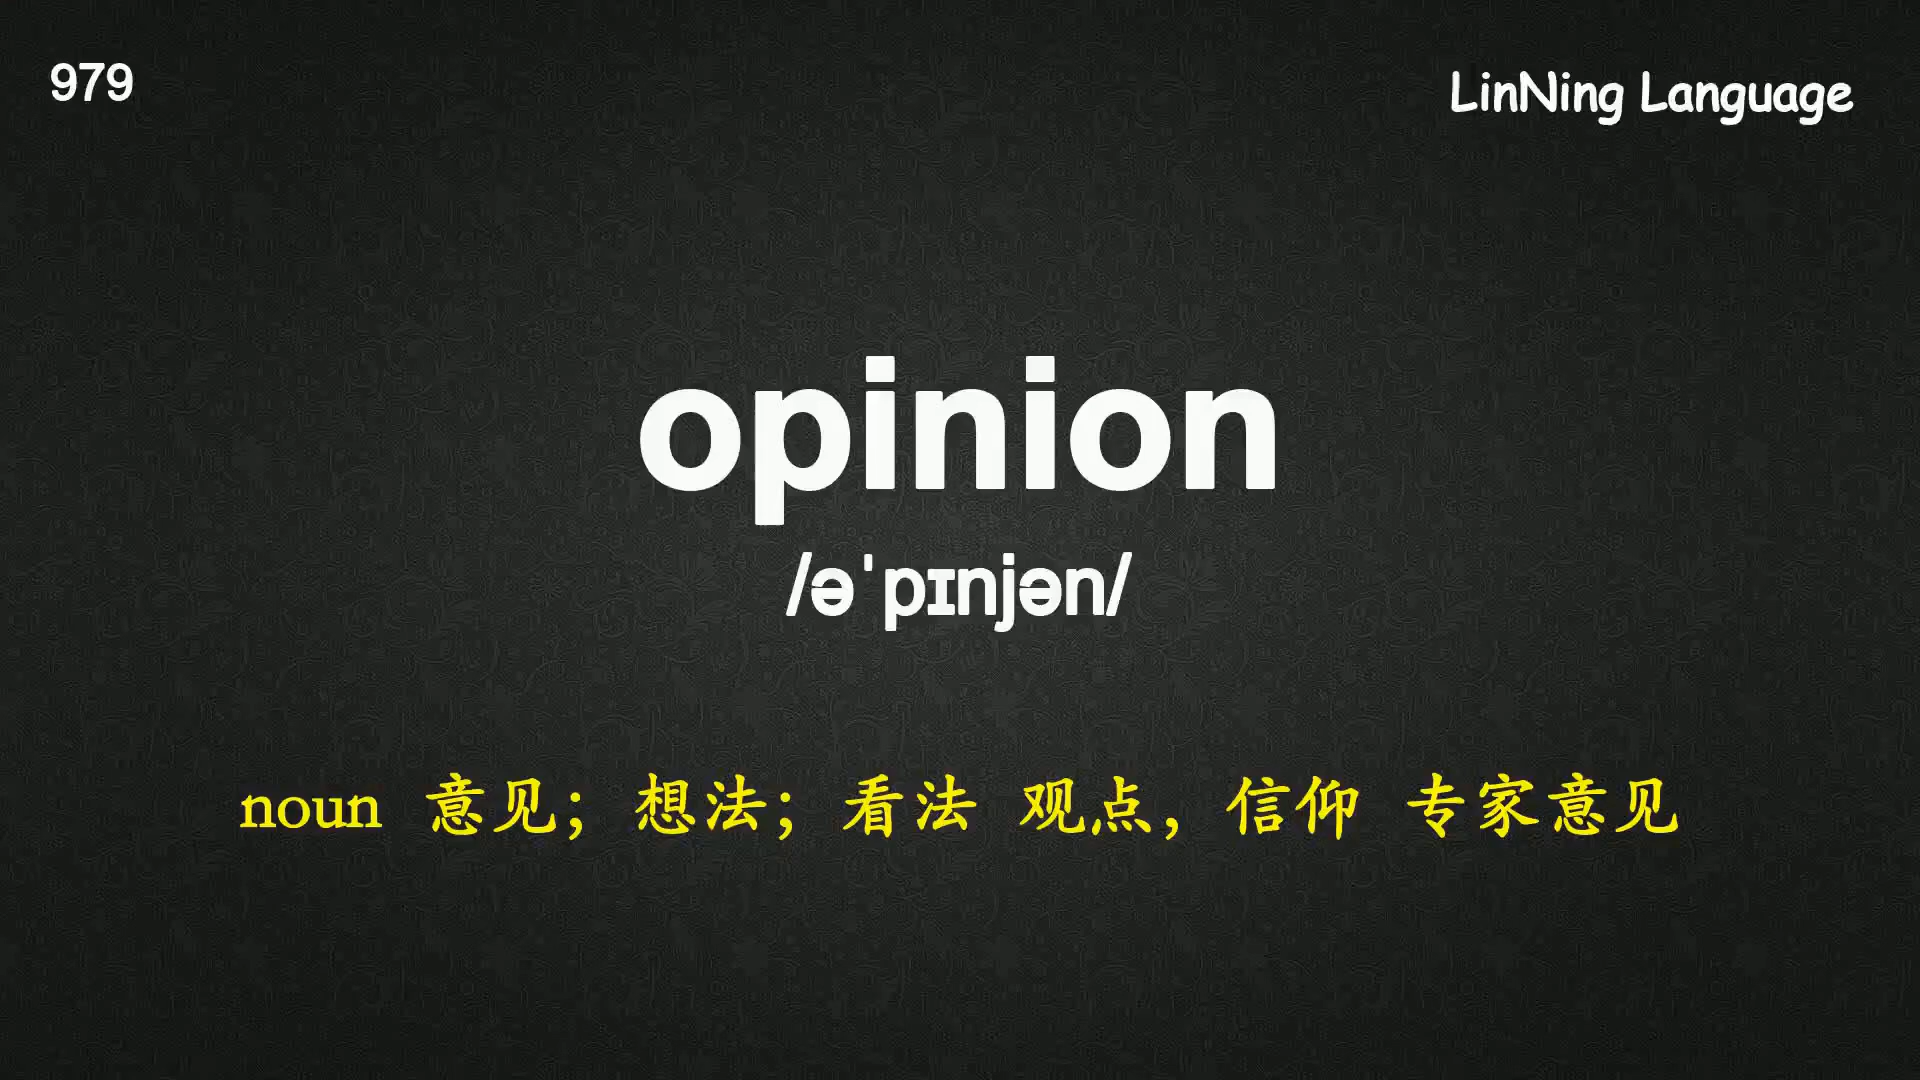 979
LinNing Language
opinion
/əˈpɪnjən/
noun 意见; 想法; 看法 观点, 信仰 专家意见